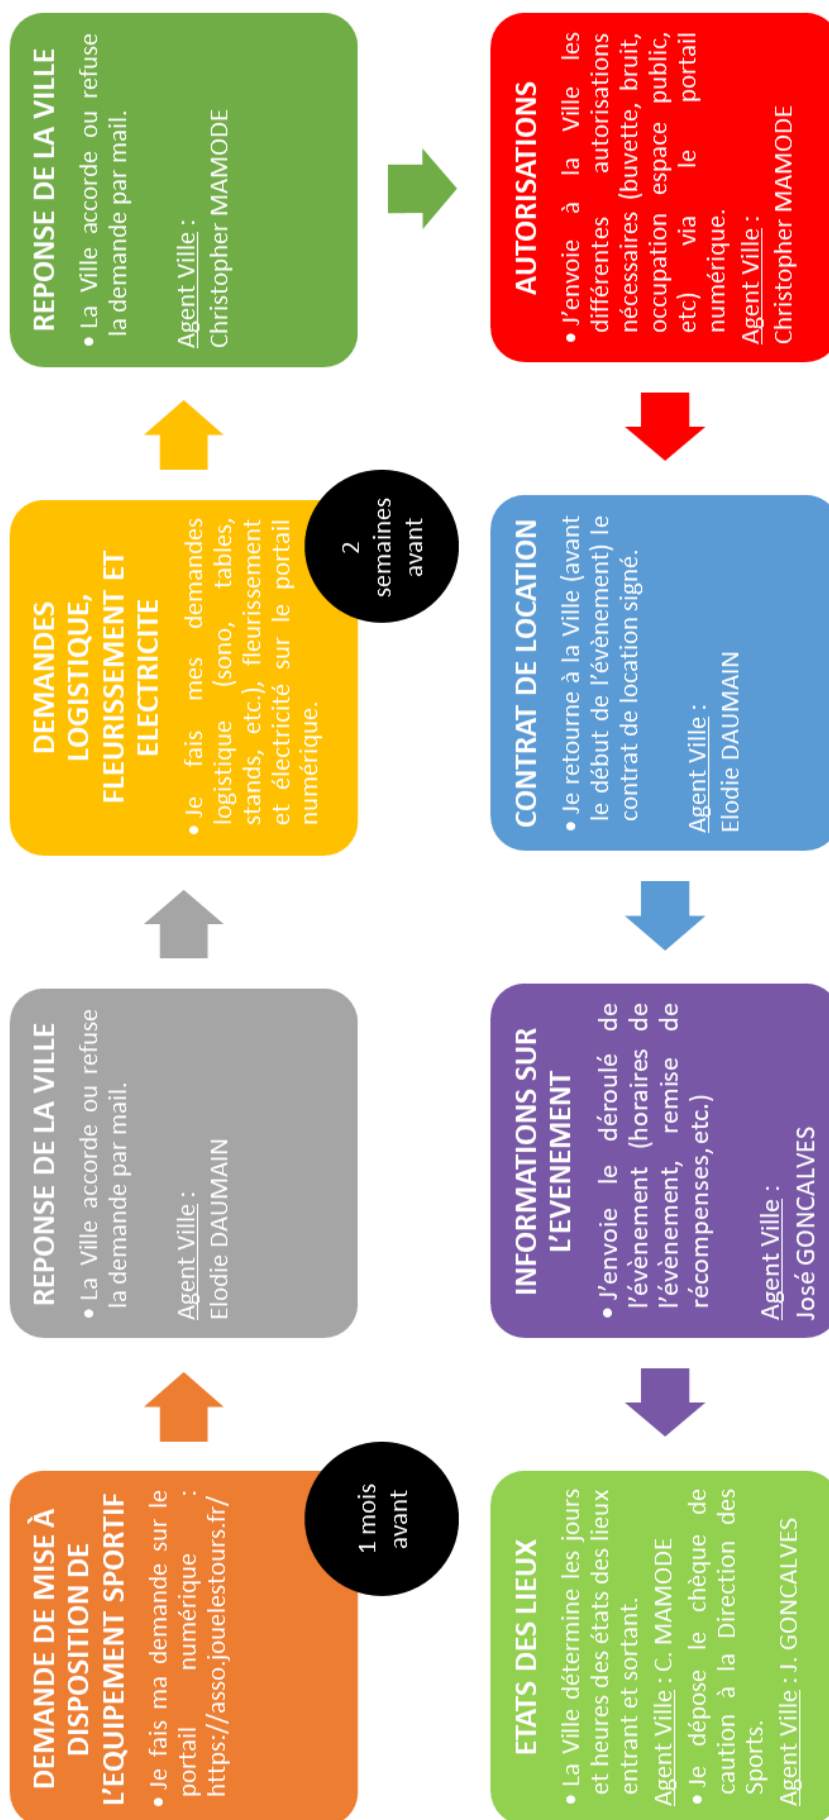 DEMANDE DE MISE À
DISPOSITION DE
L'EQUIPEMENT SPORTIF
• Je fais ma demande sur le
portail numérique :
https://asso.jouelestours.fr/
1 mois
avant
REPONSE DE LA VILLE
• La Ville accorde ou refuse
la demande par mail.
Agent Ville :
Elodie DAUMAIN
DEMANDES
LOGISTIQUE,
FLEURISSEMENT ET
ELECTRICITE
• Je fais mes demandes
logistique (sono, tables,
stands, etc.), fleurissement
et électricité sur le portail
numérique.
2
semaines
avant
REPONSE DE LA VILLE
• La Ville accorde ou refuse
la demande par mail.
Agent Ville :
Christopher MAMODE
AUTORISATIONS
• J'envoie à la Ville les
différentes autorisations
nécessaires (buvette, bruit,
occupation espace public,
etc) via le portail
numérique.
Agent Ville :
Christopher MAMODE
CONTRAT DE LOCATION
• Je retourne à la Ville (avant
le début de l'évènement) le
contrat de location signé.
Agent Ville :
Elodie DAUMAIN
INFORMATIONS SUR
L'EVENEMENT
• J'envoie le déroulé de
l'évènement (horaires de
l'évènement, remise de
récompenses, etc.)
Agent Ville :
José GONCALVES
ETATS DES LIEUX
• La Ville détermine les jours
et heures des états des lieux
entrant et sortant.
Agent Ville : C. MAMODE
• Je dépose le chèque de
caution à la Direction des
Sports.
Agent Ville : J. GONCALVES